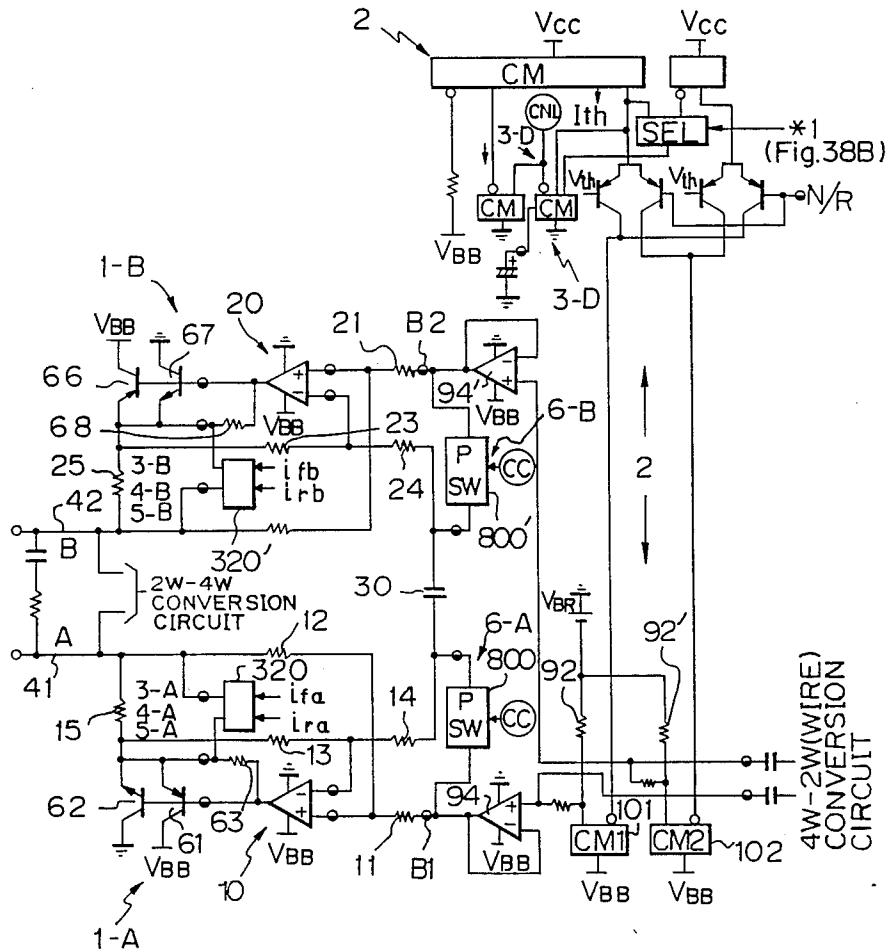 2
VCC
VCC
CM
CNL
Ith
3-D
SEL
*1
(Fig.38B)
Vth
Vth
N/R
CM
CM
VBB
3-D
1-B
VBB
67
20
21
B2
66
94'
VBB
6-B
68
VBB
23
P
SW
CC
25
3-B
4-B
5-B
ifb
irb
24
2
42
B
320'
800'
2W-4W
CONVERSION
CIRCUIT
30
VBR
A
12
6-A
92'
41
320
800
92
15
3-A
4-A
5-A
ifa
ira
14
P
SW
CC
13
4W-2W(WIRE)
CONVERSION
CIRCUIT
62
61
63
94
101
VBB
10
VBB
11
B1
VBB
CM1
CM2
102
VBB
VBB
1-A